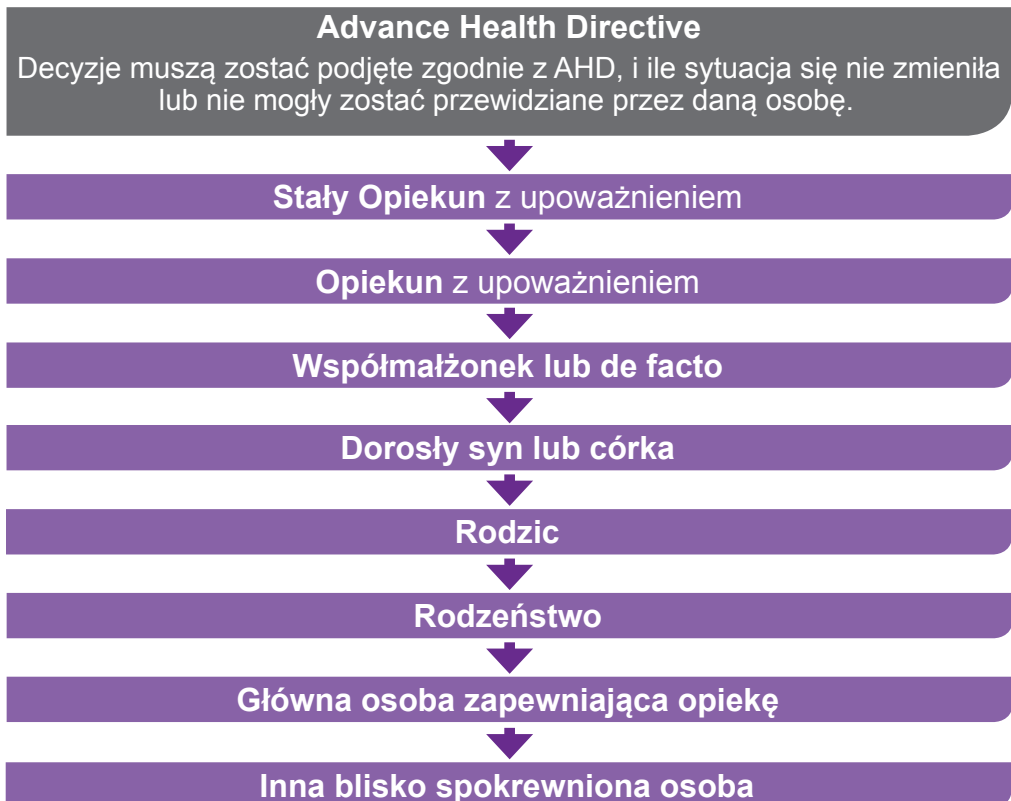 Advance Health Directive
Decyzje muszą zostać podjęte zgodnie z AHD, i ile sytuacja się nie zmieniła
lub nie mogły zostać przewidziane przez daną osobę.
Stały Opiekun z upoważnieniem
Opiekun z upoważnieniem
Współmałżonek lub de facto
Dorosły syn lub córka
Rodzic
Rodzeństwo
Główna osoba zapewniająca opiekę
Inna blisko spokrewniona osoba